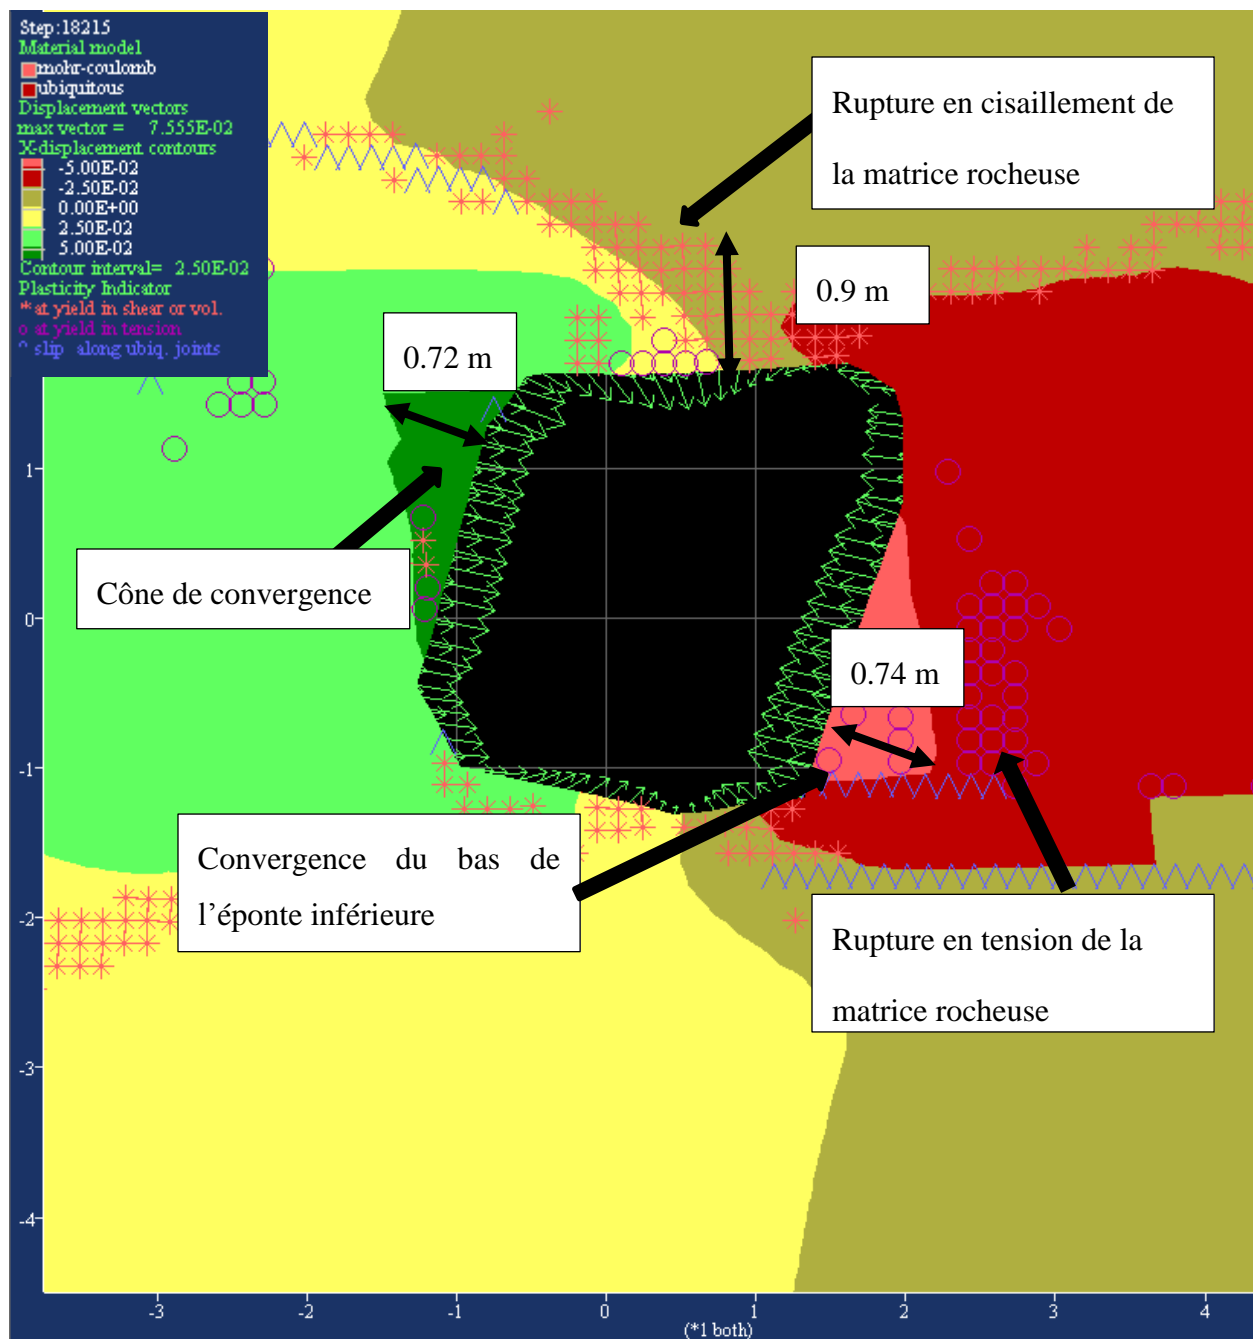 Step:18215
Material model
mohr-coulomb
ubiquitous
Displacement vectors
max vector = 7.555E-02
X-displacement contours
-5.00E-02
-2.50E-02
0.00E+00
2.50E-02
5.00E-02
Contour interval= 2.50E-02
Plasticity Indicator
* at yield in shear or vol.
o at yield in tension
^ slip along ubiq. joints
Rupture en cisaillement de
la matrice rocheuse
0.9 m
0.72 m
Cône de convergence
0.74 m
Convergence du bas de
l’éponte inférieure
Rupture en tension de la
matrice rocheuse
1
0
-1
-2
-3
-4
-3
-2
-1
0
1
2
3
4
(*1 both)